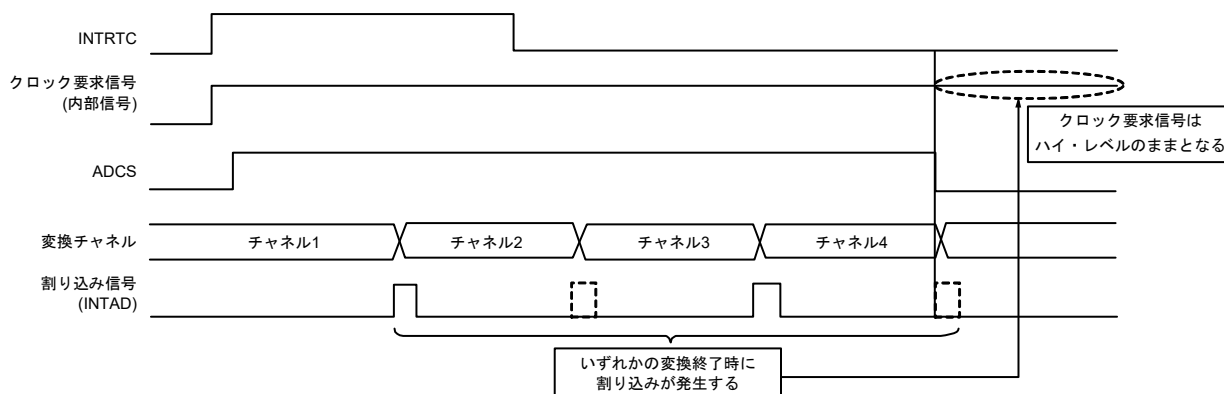 INTRTC
クロック要求信号
(内部信号)
クロック要求信号は
ハイ・レベルのままとなる
ADCS
変換チャネル
チャネル1
チャネル2
チャネル3
チャネル4
割り込み信号
(INTAD)
いずれかの変換終了時に
割り込みが発生する